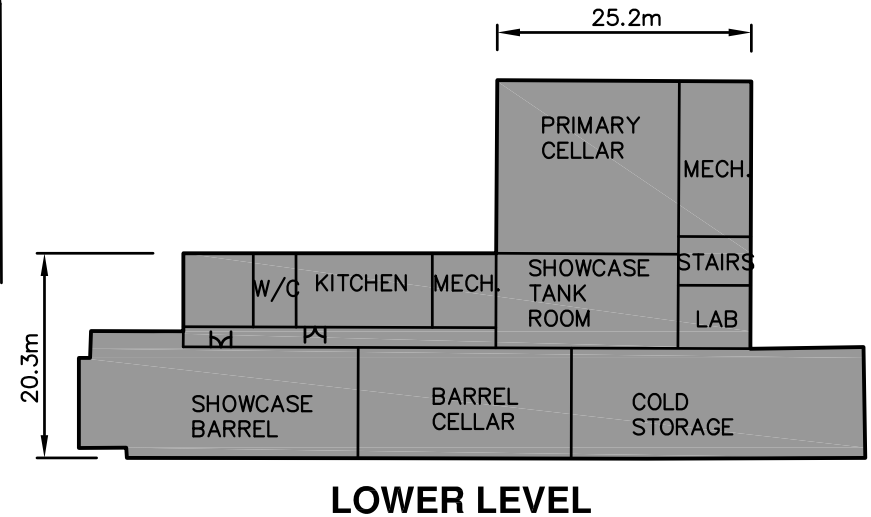 25.2m
PRIMARY
CELLAR
MECH.
STAIRS
SHOWCASE
TANK
ROOM
LAB
W/C
KITCHEN
MECH.
20.3m
SHOWCASE
BARREL
BARREL
CELLAR
COLD
STORAGE
LOWER LEVEL